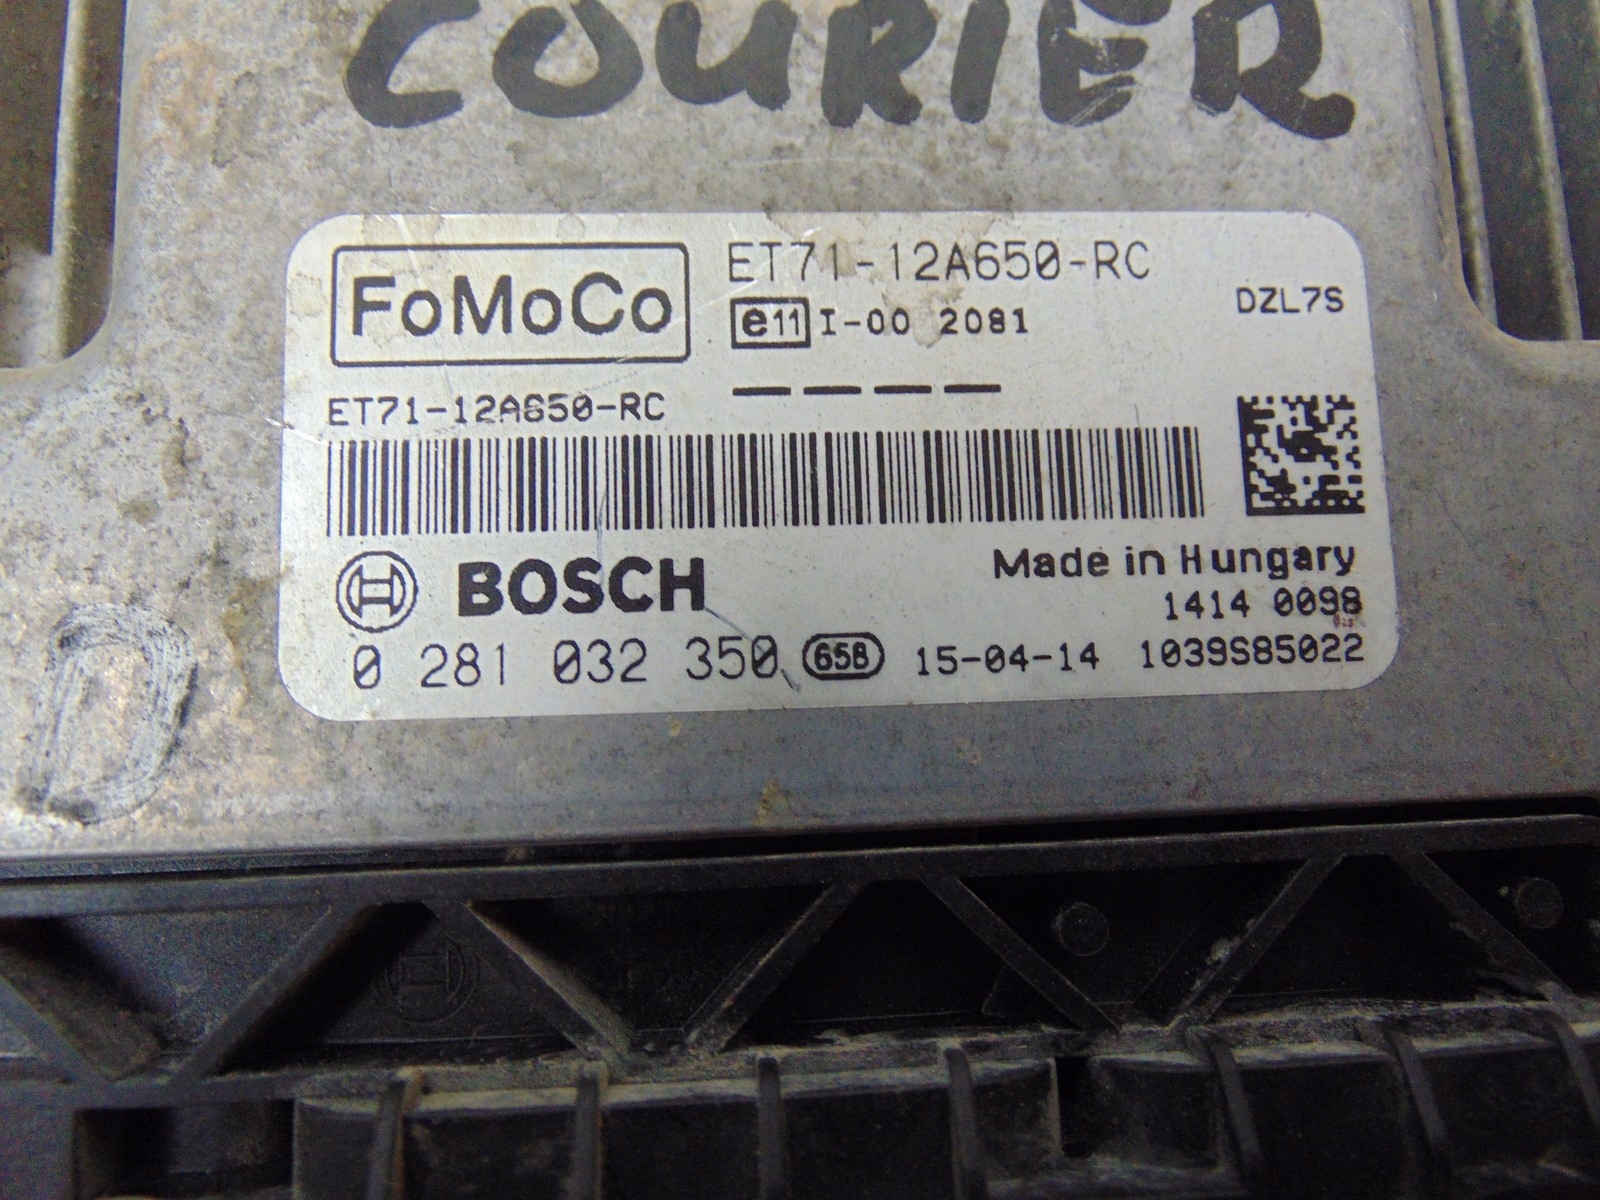 COURIER
FoMoCo
ET71-12A650-RC
e11 I-00 2081
DZL7S
ET71-12A650-RC
BOSCH
Made in Hungary
1414 0098
0 281 032 350 658 15-04-14 1039S85022
D